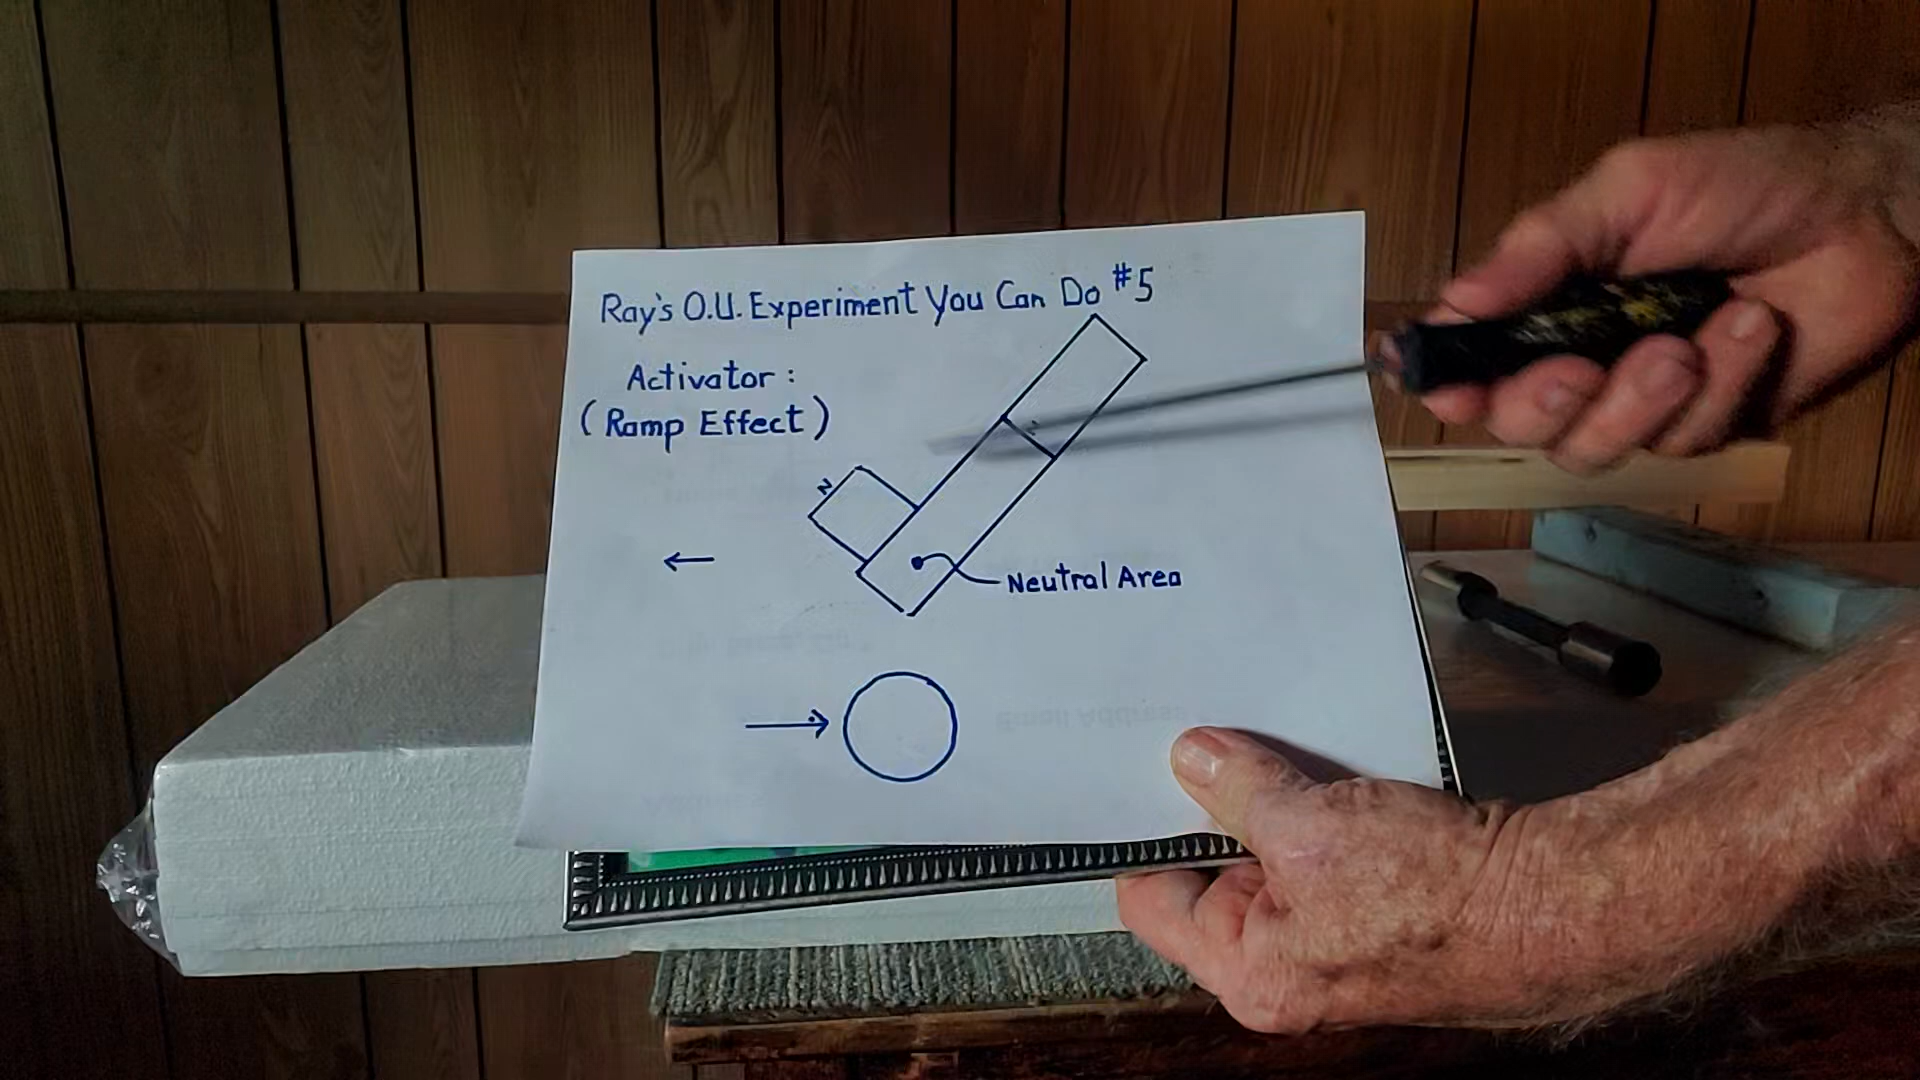 Ray's O.U. Experiment You Can Do #5
Activator :
(Ramp Effect)
N
Neutral Area